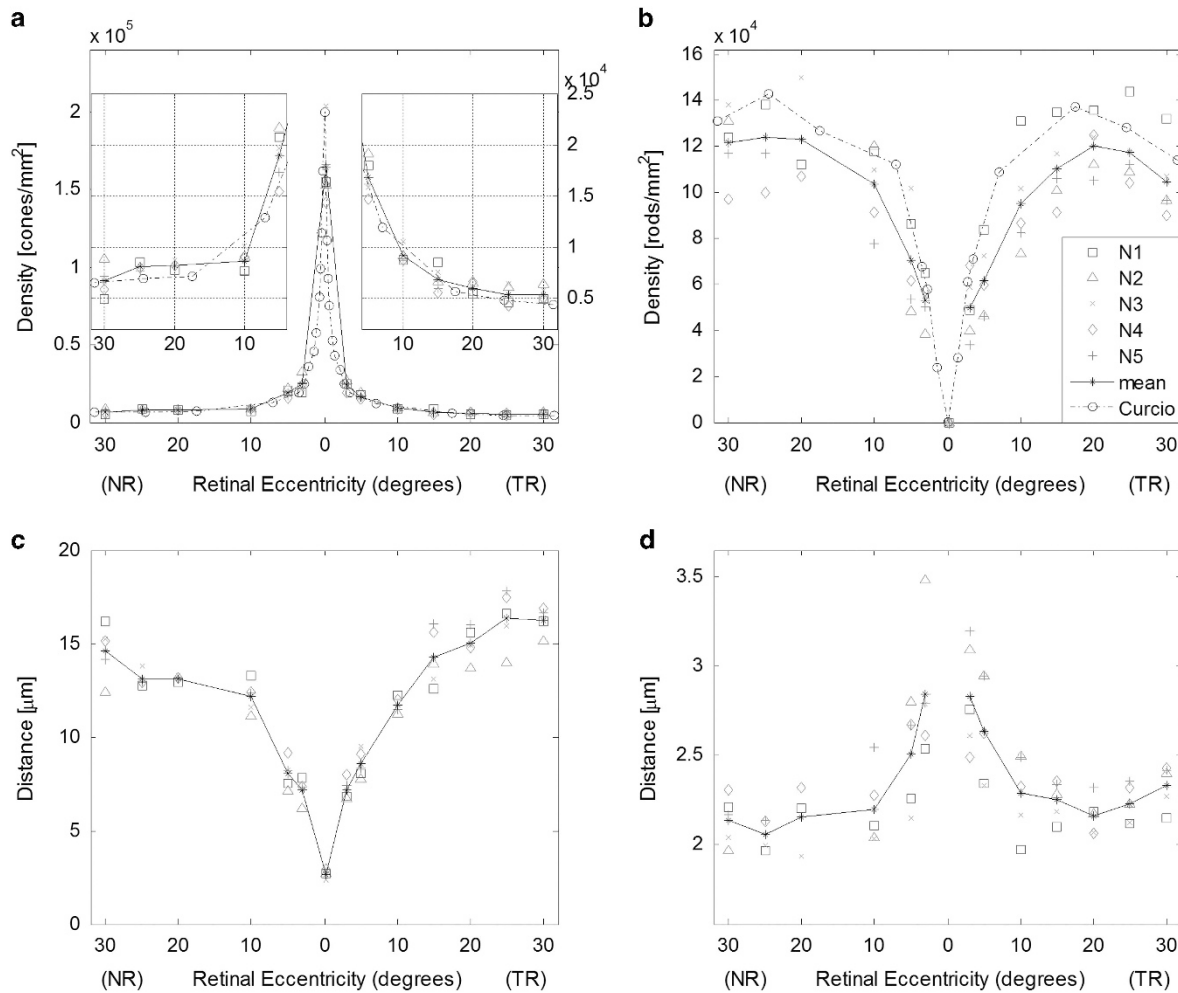 a
x 10^5
2
1.5
1
0.5
0
Density [cones/mm^2]
30 20 10
10 20 30
x 10^4
2.5
2
1.5
1
0.5
30 20 10 0 10 20 30
(NR) Retinal Eccentricity (degrees) (TR)
b
x 10^4
16
14
12
10
8
6
4
2
0
Density [rods/mm^2]
N1
N2
N3
N4
N5
mean
Curcio
30 20 10 0 10 20 30
(NR) Retinal Eccentricity (degrees) (TR)
c
20
15
10
5
0
Distance [μm]
30 20 10 0 10 20 30
(NR) Retinal Eccentricity (degrees) (TR)
d
3.5
3
2.5
2
Distance [μm]
30 20 10 0 10 20 30
(NR) Retinal Eccentricity (degrees) (TR)